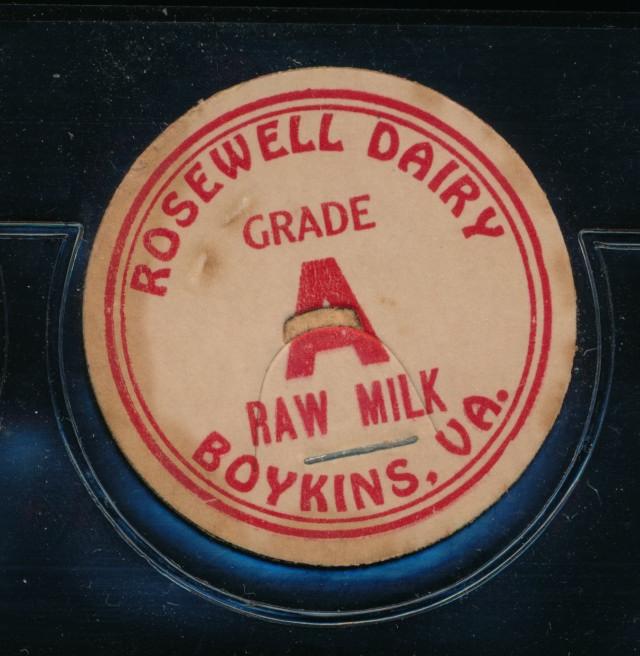 ROSEWELL DAIRY
GRADE
A
RAW MILK
BOYKINS, VA.